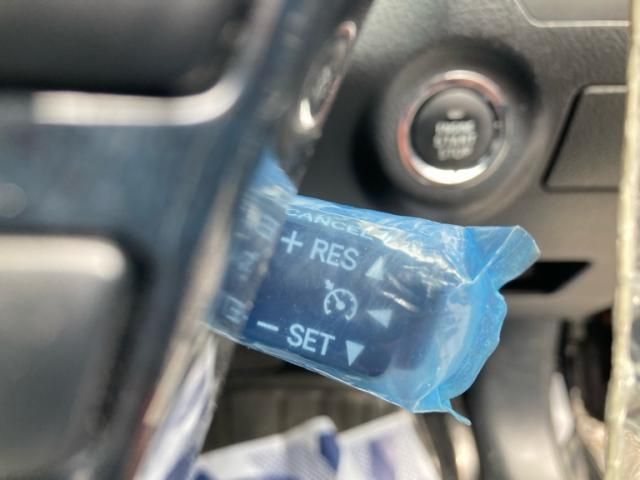 ENGINE
START
STOP
CANCEL
+ RES ▲
◀
− SET ▼